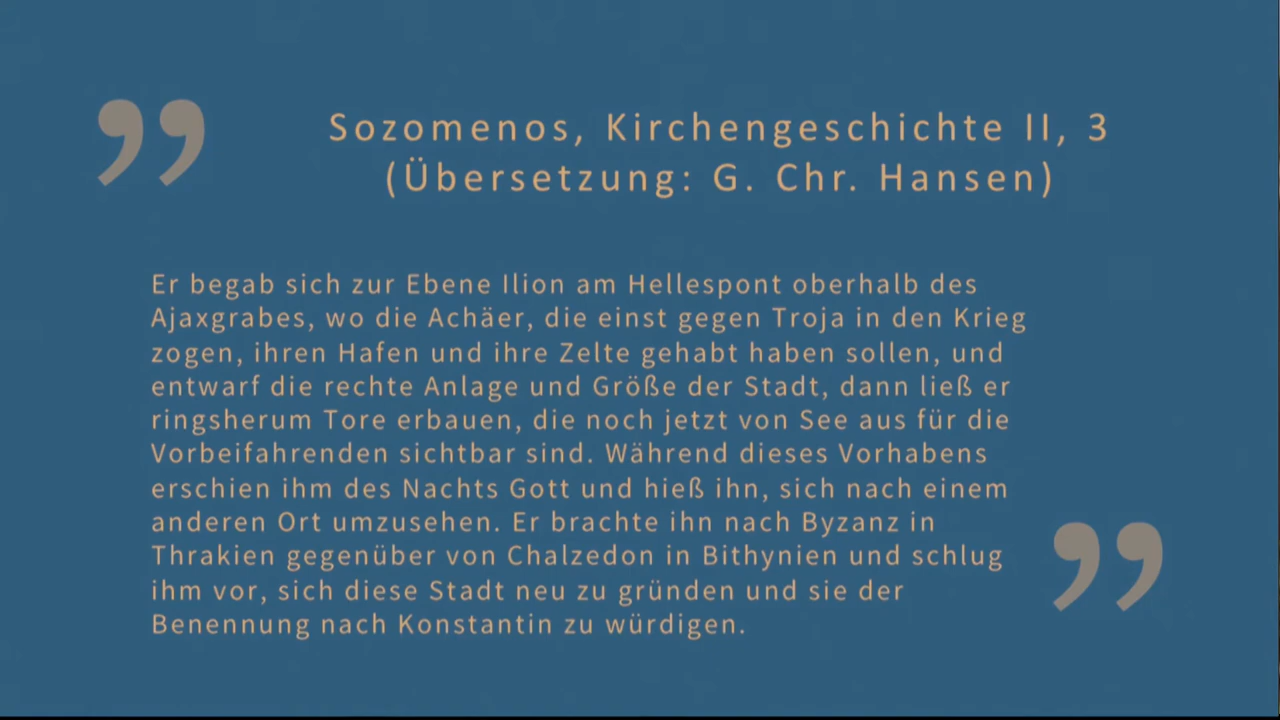 Sozomenos, Kirchengeschichte II, 3
(Übersetzung: G. Chr. Hansen)
Er begab sich zur Ebene Ilion am Hellespont oberhalb des
Ajaxgrabes, wo die Achäer, die einst gegen Troja in den Krieg
zogen, ihren Hafen und ihre Zelte gehabt haben sollen, und
entwarf die rechte Anlage und Größe der Stadt, dann ließ er
ringsherum Tore erbauen, die noch jetzt von See aus für die
Vorbeifahrenden sichtbar sind. Während dieses Vorhabens
erschien ihm des Nachts Gott und hieß ihn, sich nach einem
anderen Ort umzusehen. Er brachte ihn nach Byzanz in
Thrakien gegenüber von Chalzedon in Bithynien und schlug
ihm vor, sich diese Stadt neu zu gründen und sie der
Benennung nach Konstantin zu würdigen.